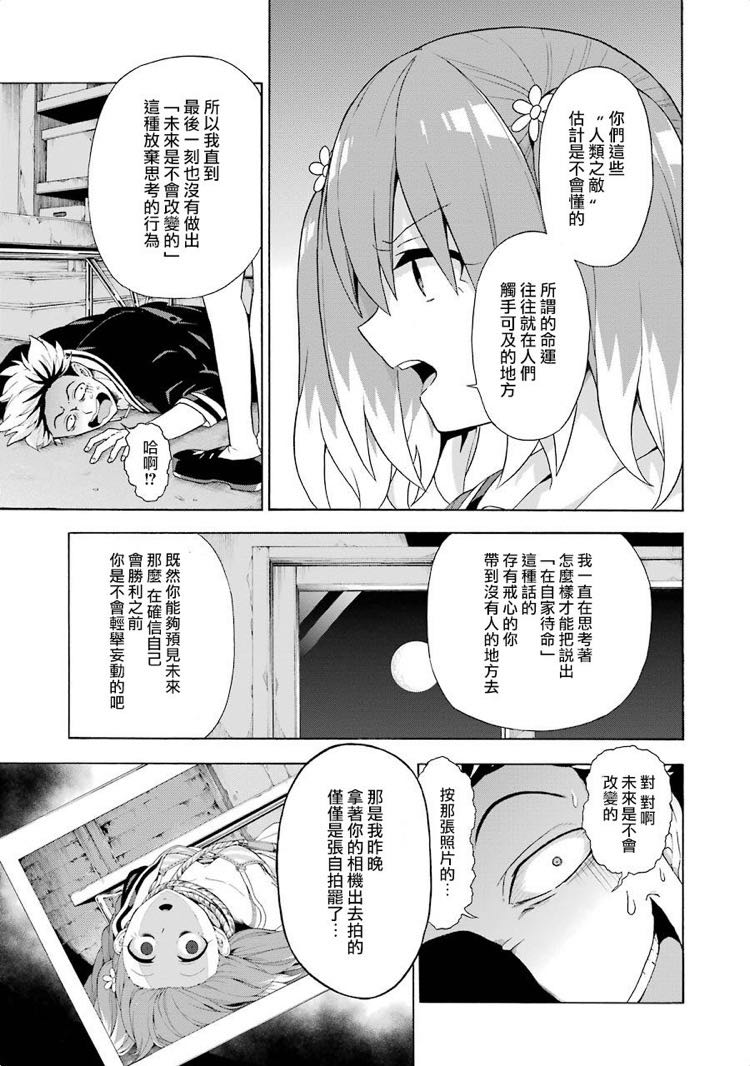 你們這些
“人類之敵“
估計是不會懂的
所謂的命運
往往就在人們
觸手可及的地方
所以我直到
最後一刻也沒有做出
「未來是不會改變的」
這種放棄思考的行為
哈啊!?
我一直在思考著
怎麼樣才能把説出
「在自家待命」
這種話的
存有戒心的你
帶到沒有人的地方去
既然你能夠預見未來
那麼 在確信自己
會勝利之前
你是不會輕舉妄動的吧
對 對啊
未來是不會
改變的
按那張照片的…
那是我昨晚
拿著你的相機出去拍的
僅僅是張自拍罷了…